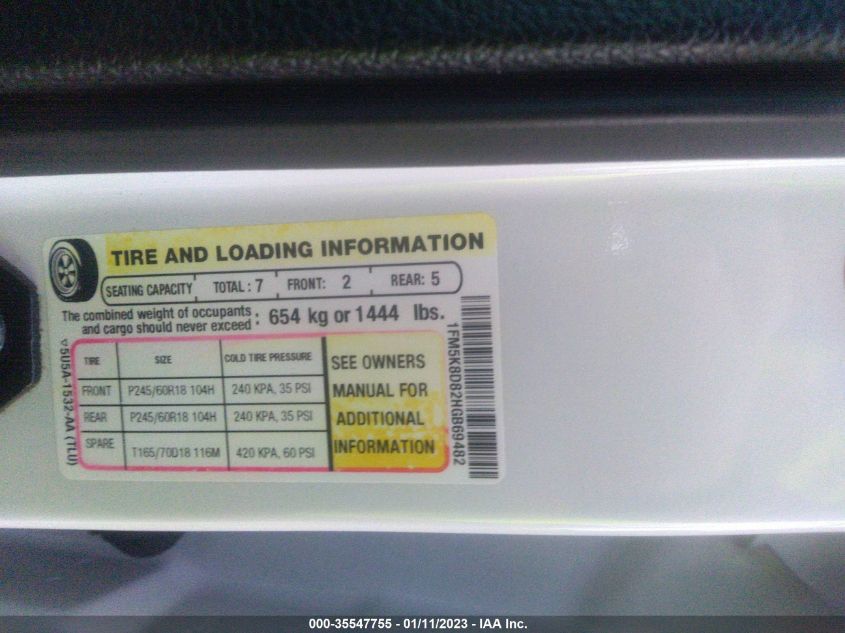 TIRE AND LOADING INFORMATION
SEATING CAPACITY TOTAL : 7 FRONT: 2 REAR: 5
The combined weight of occupants
and cargo should never exceed : 654 kg or 1444 lbs.
TIRE SIZE COLD TIRE PRESSURE
FRONT P245/60R18 104H 240 KPA, 35 PSI
REAR P245/60R18 104H 240 KPA, 35 PSI
SPARE T165/70D18 116M 420 KPA, 60 PSI
SEE OWNERS
MANUAL FOR
ADDITIONAL
INFORMATION
5U5A-1532-AA (TLU)
1FM5K8D82HGB69482
000-35547755 - 01/11/2023 - IAA Inc.